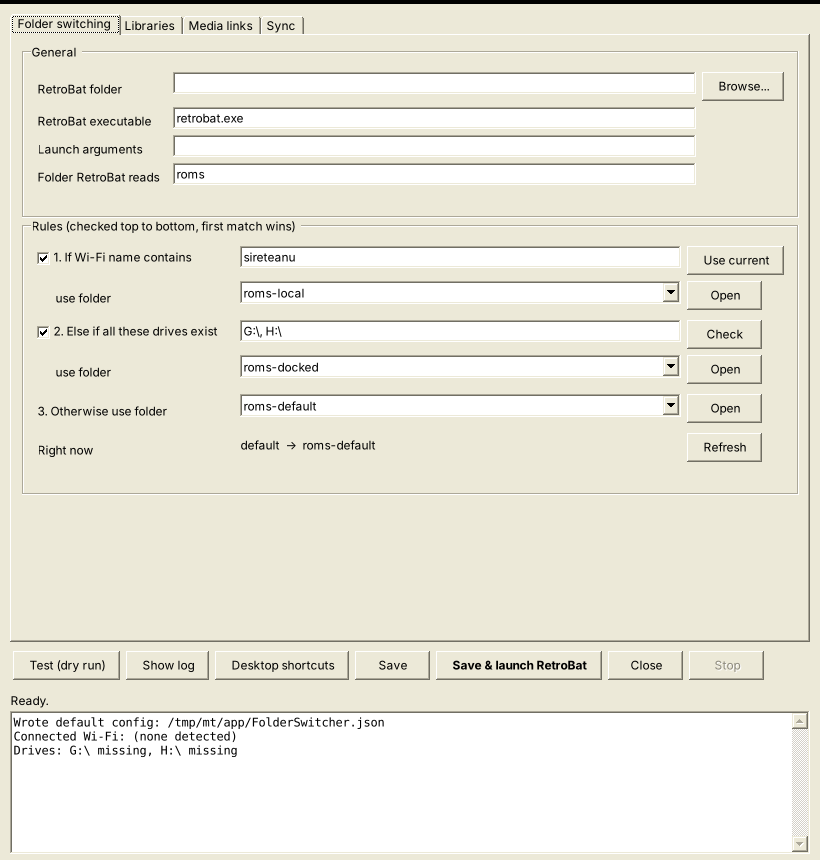 Folder switching Libraries Media links Sync
General
RetroBat folder Browse...
RetroBat executable retrobat.exe
Launch arguments
Folder RetroBat reads roms
Rules (checked top to bottom, first match wins)
1. If Wi-Fi name contains sireteanu Use current
use folder roms-local Open
2. Else if all these drives exist G:\, H:\ Check
use folder roms-docked Open
3. Otherwise use folder roms-default Open
Right now default → roms-default Refresh
Test (dry run) Show log Desktop shortcuts Save Save & launch RetroBat Close Stop
Ready.
Wrote default config: /tmp/mt/app/FolderSwitcher.json
Connected Wi-Fi: (none detected)
Drives: G:\ missing, H:\ missing